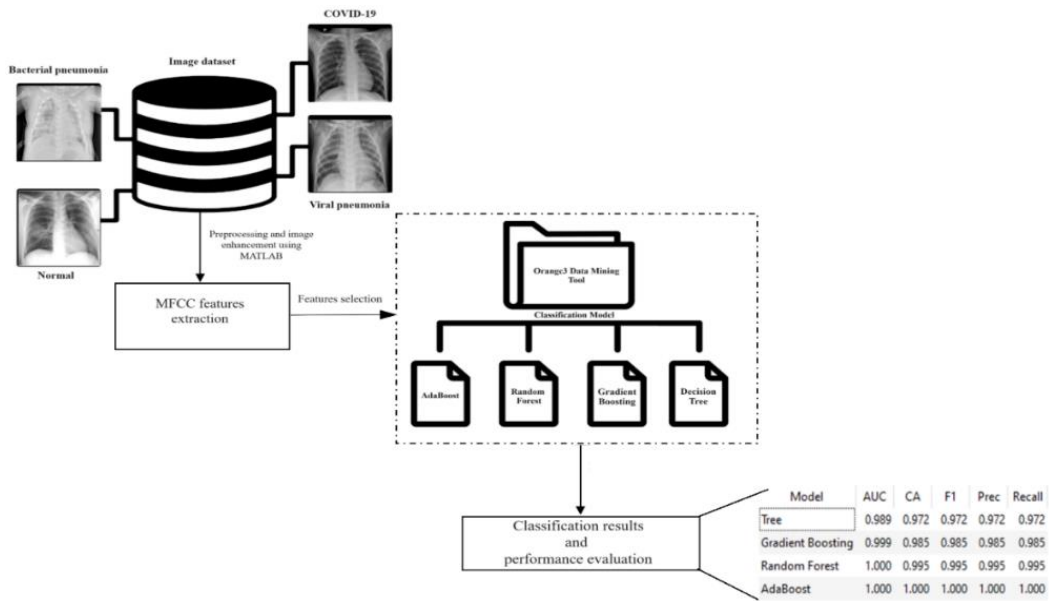 COVID-19
Image dataset
Bacterial pneumonia
Viral pneumonia
Preprocessing and image
enhancement using
MATLAB
Normal
MFCC features
extraction
Features selection
Orange3 Data Mining
Tool
Classification Model
AdaBoost
Random
Forest
Gradient
Boosting
Decision
Tree
Classification results
and
performance evaluation
Model AUC CA F1 Prec Recall
Tree 0.989 0.972 0.972 0.972 0.972
Gradient Boosting 0.999 0.985 0.985 0.985 0.985
Random Forest 1.000 0.995 0.995 0.995 0.995
AdaBoost 1.000 1.000 1.000 1.000 1.000